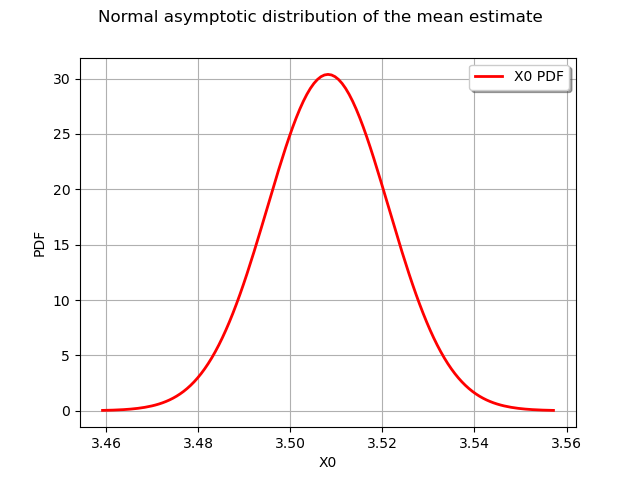 Normal asymptotic distribution of the mean estimate
X0 PDF
PDF
30
25
20
15
10
5
0
3.46 3.48 3.50 3.52 3.54 3.56
X0